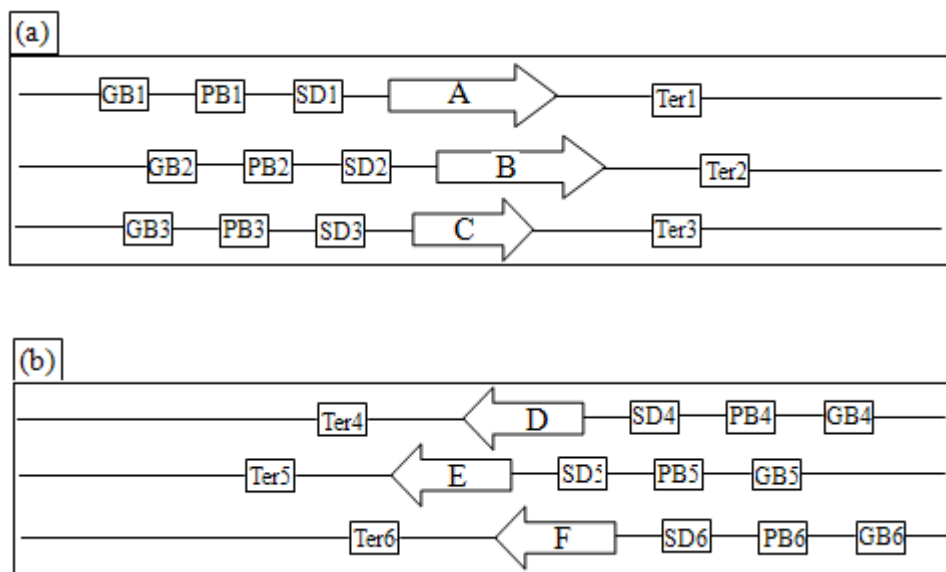 (a)
GB1 PB1 SD1 A Ter1
GB2 PB2 SD2 B Ter2
GB3 PB3 SD3 C Ter3
(b)
Ter4 D SD4 PB4 GB4
Ter5 E SD5 PB5 GB5
Ter6 F SD6 PB6 GB6